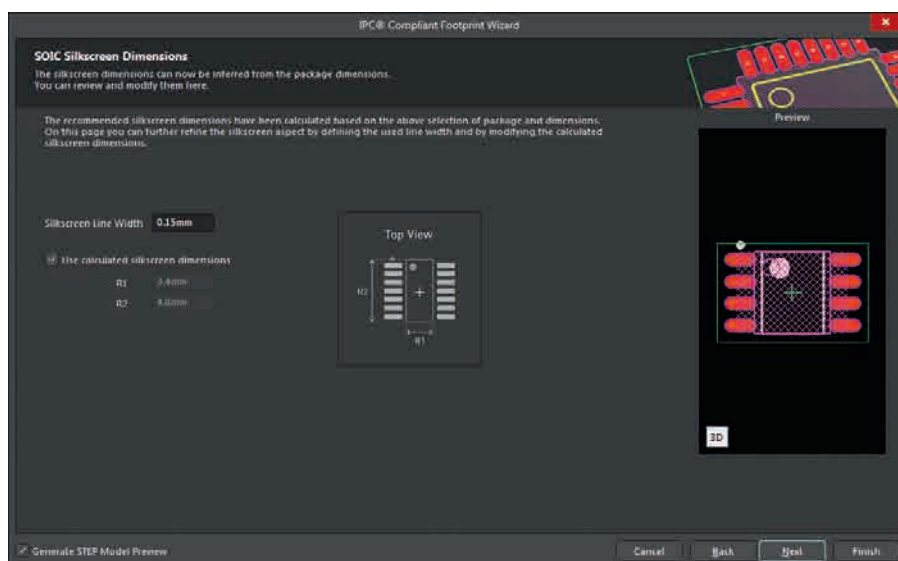 IPC® Compliant Footprint Wizard
SOIC Silkscreen Dimensions
The silkscreen dimensions can now be inferred from the package dimensions.
You can review and modify them here.
Preview
The recommended silkscreen dimensions have been calculated based on the above selection of package and dimensions.
On this page you can further refine the silkscreen aspect by defining the used line width and by modifying the calculated
silkscreen dimensions.
Silkscreen Line Width 0.15mm
Use calculated silkscreen dimensions
R1
R2
Top View
R2
R1
3D
Generate STEP Model Preview
Cancel
Back
Next
Finish